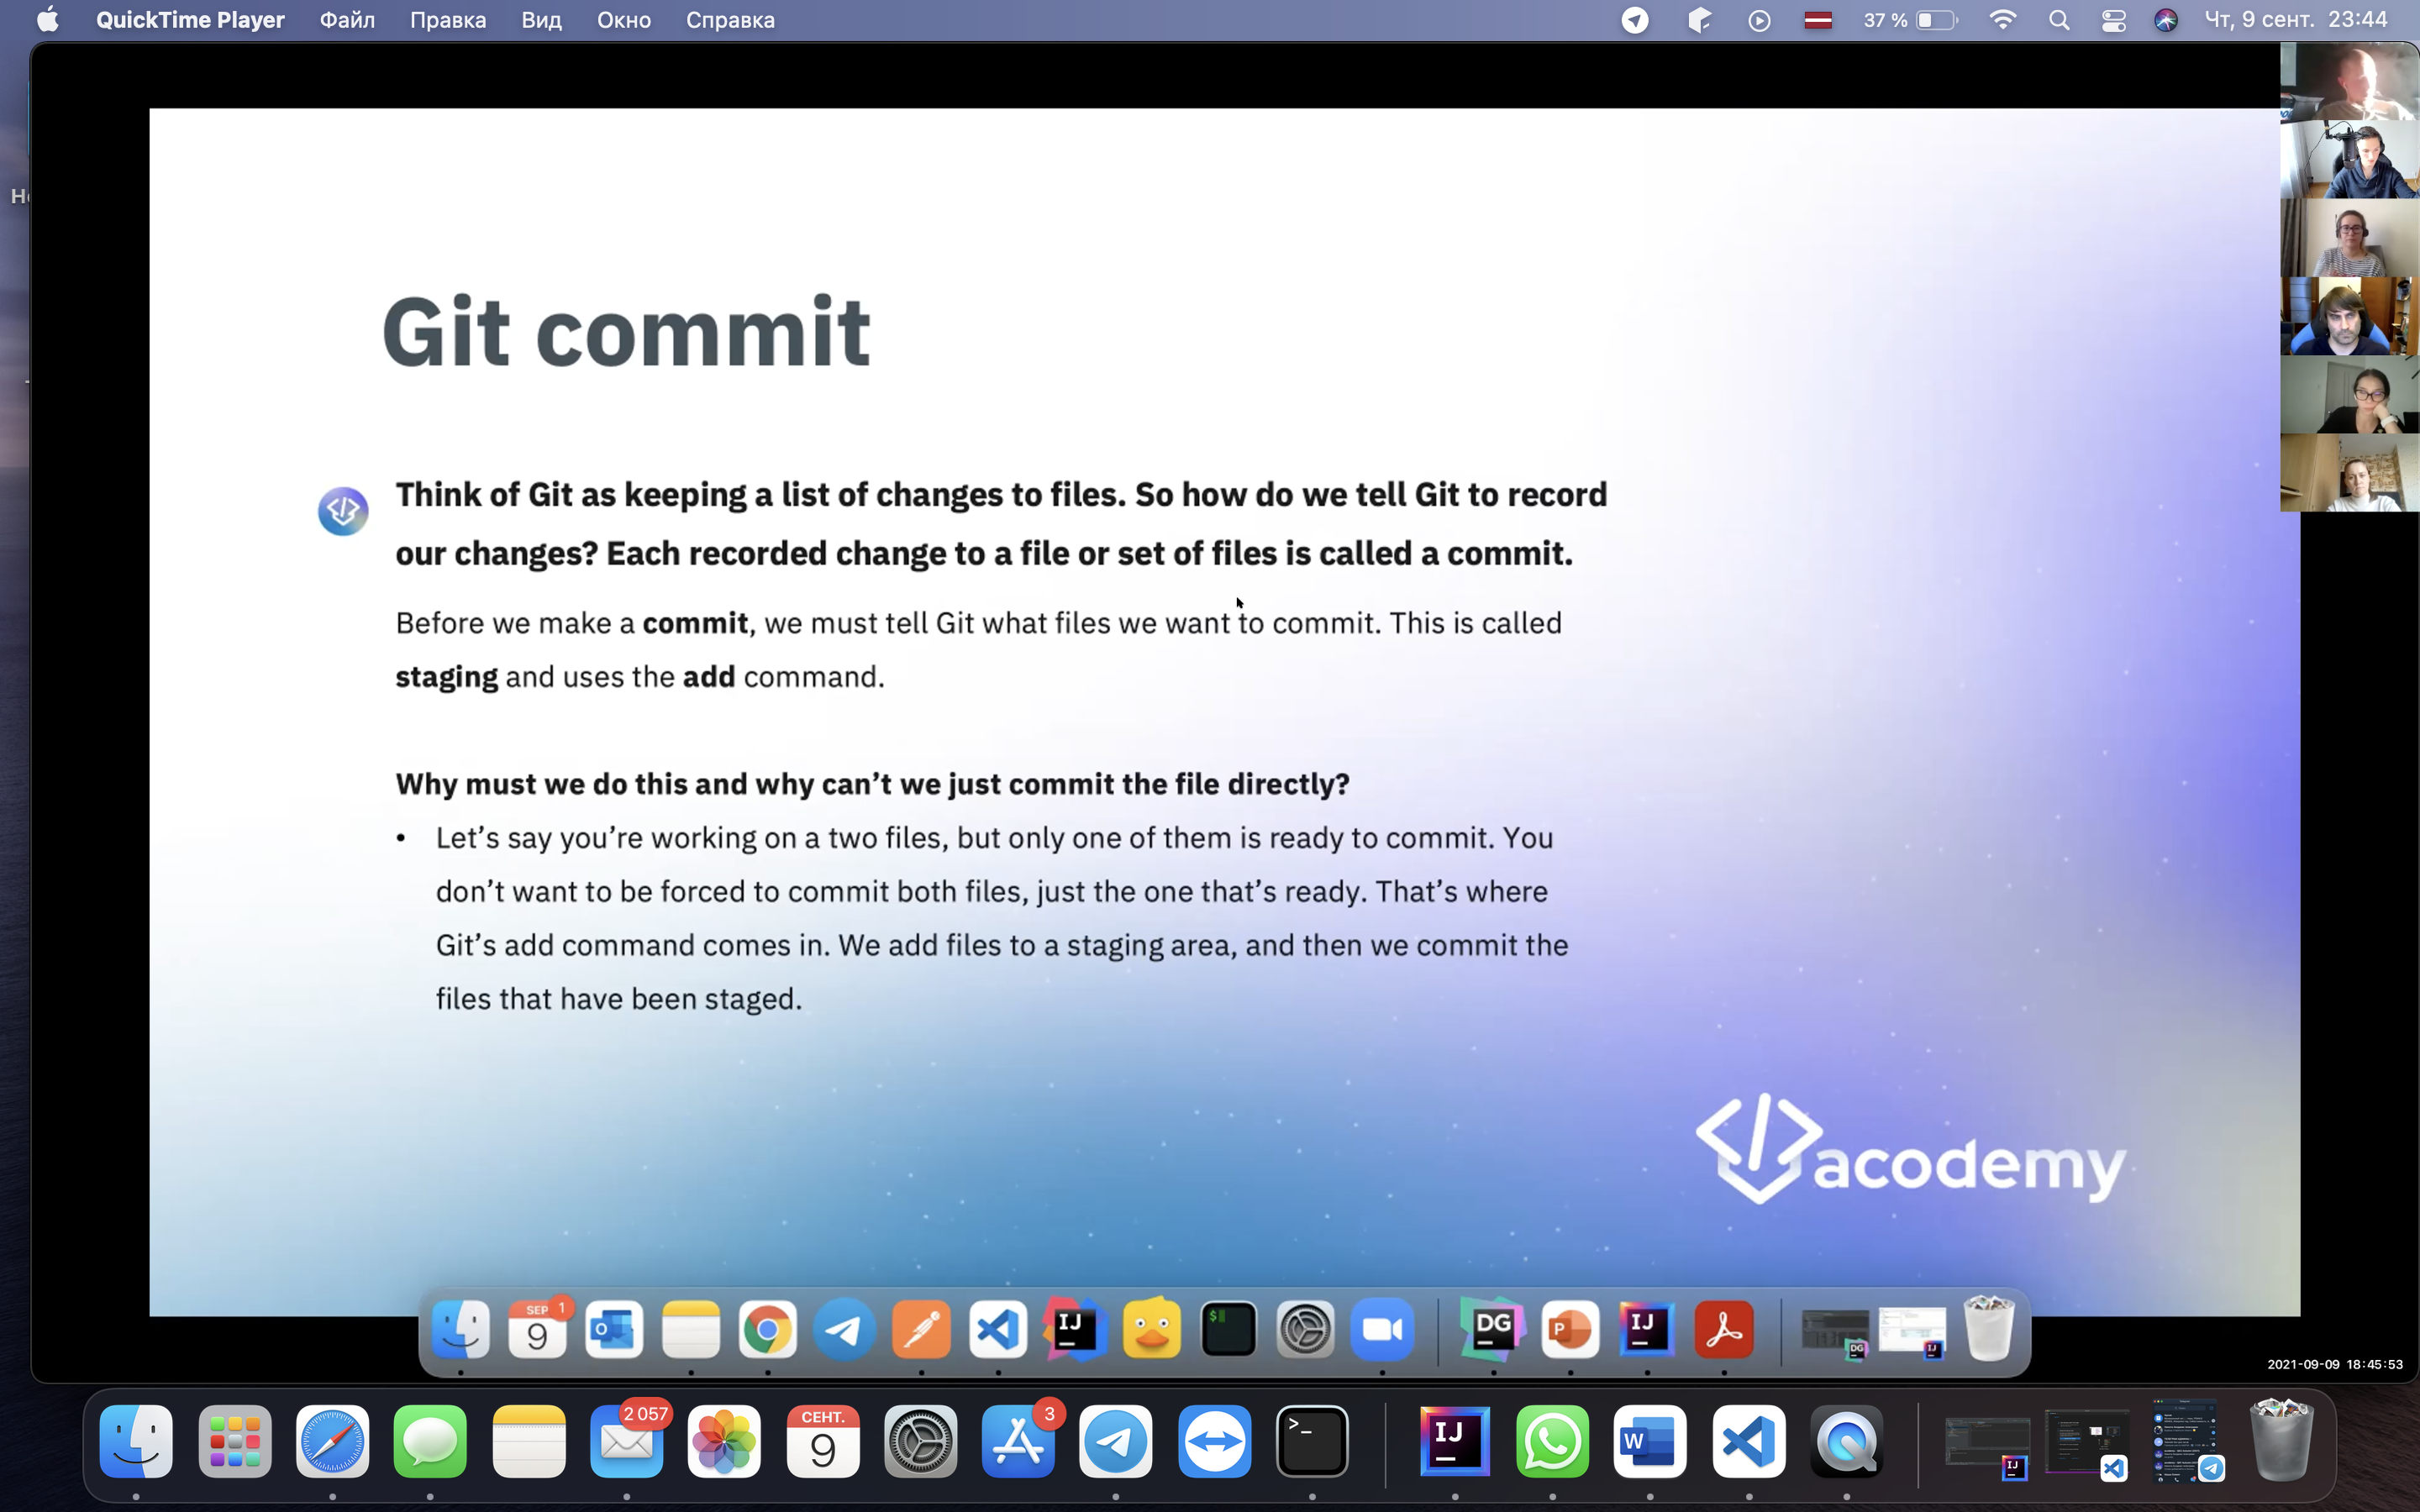 QuickTime Player Файл Правка Вид Окно Справка 37 % Чт, 9 сент. 23:44
Git commit
Think of Git as keeping a list of changes to files. So how do we tell Git to record
our changes? Each recorded change to a file or set of files is called a commit.
Before we make a commit, we must tell Git what files we want to commit. This is called
staging and uses the add command.
Why must we do this and why can’t we just commit the file directly?
• Let’s say you’re working on a two files, but only one of them is ready to commit. You
don’t want to be forced to commit both files, just the one that’s ready. That’s where
Git’s add command comes in. We add files to a staging area, and then we commit the
files that have been staged.
</>acodemy
SEP 1
9
IJ
$
DG
P
IJ
DG
IJ
2021-09-09 18:45:53
2 057
СЕНТ.
9
3
>_
IJ
W
IJ